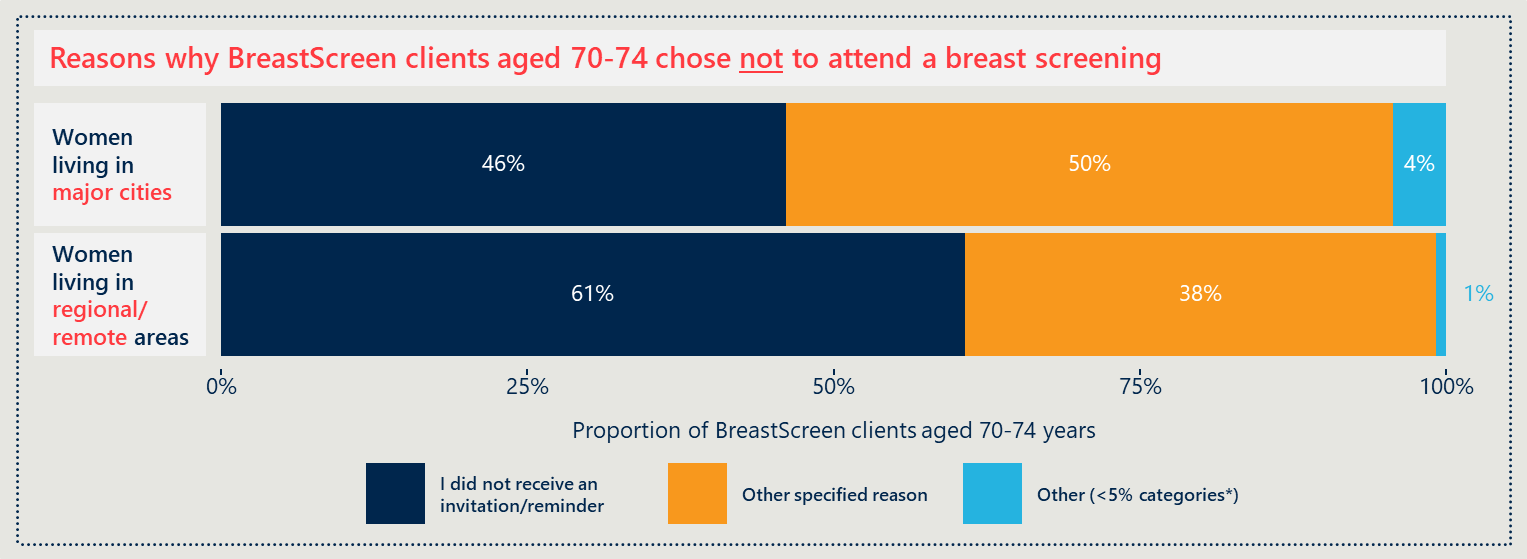 Reasons why BreastScreen clients aged 70-74 chose not to attend a breast screening
Women
living in
major cities
46%
50%
4%
Women
living in
regional/
remote areas
61%
38%
1%
0%
25%
50%
75%
100%
Proportion of BreastScreen clients aged 70-74 years
I did not receive an
invitation/reminder
Other specified reason
Other (<5% categories*)